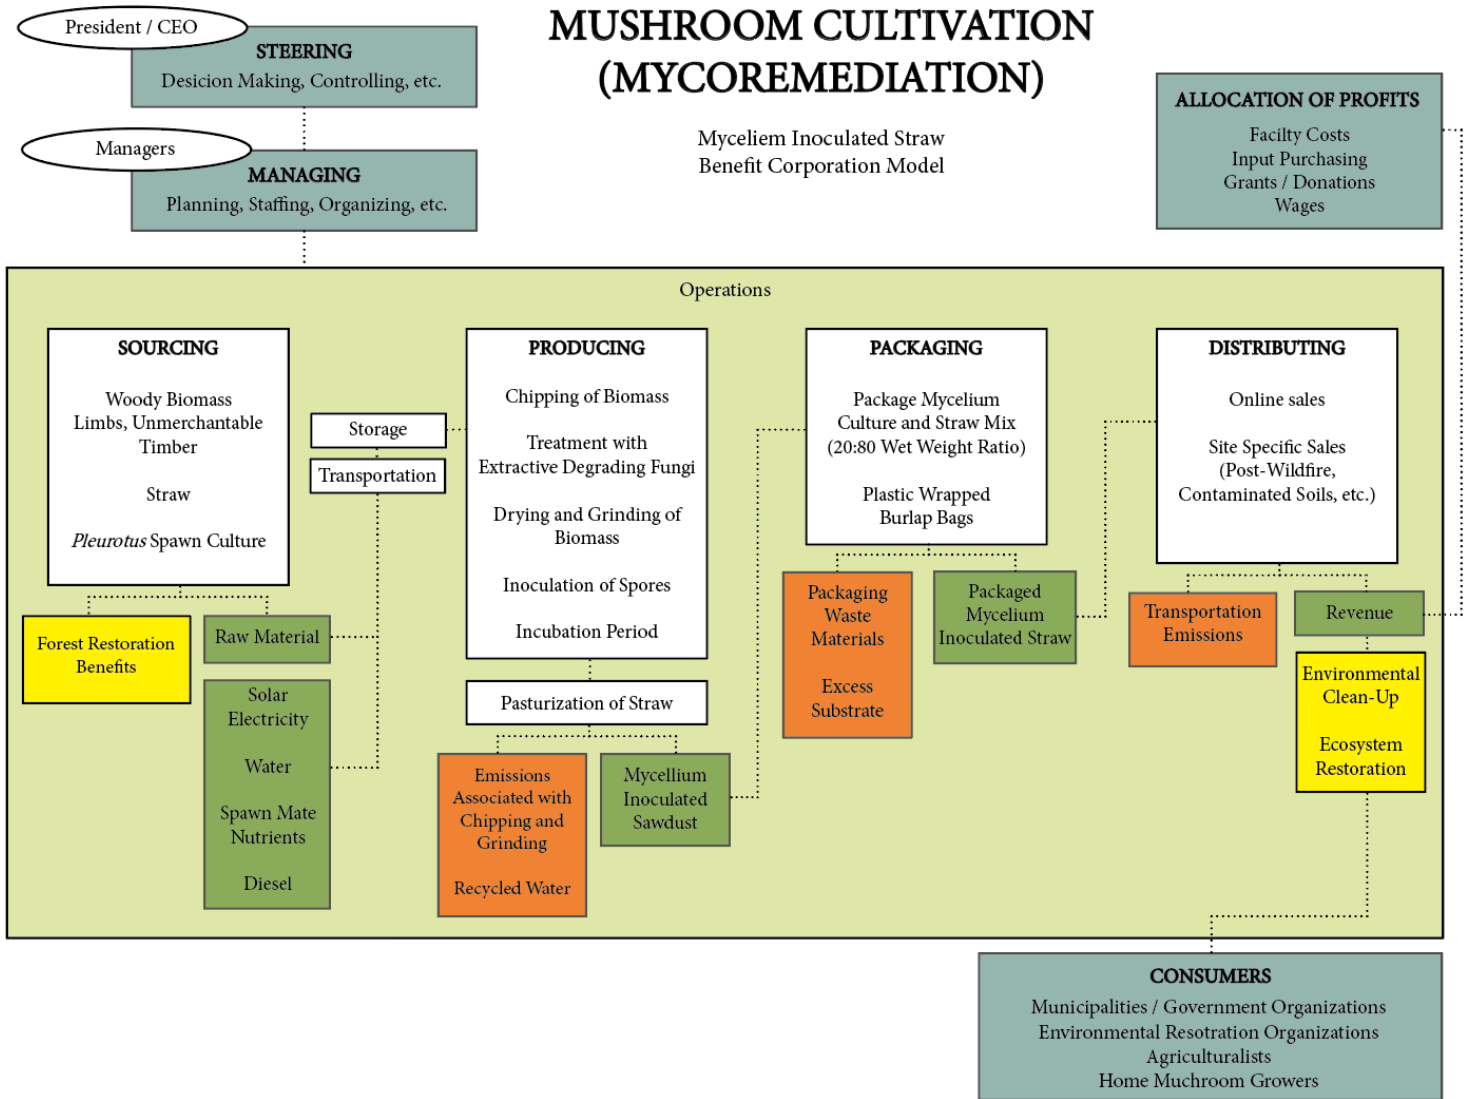 President / CEO
STEERING
Desicion Making, Controlling, etc.
Managers
MANAGING
Planning, Staffing, Organizing, etc.
MUSHROOM CULTIVATION
(MYCOREMEDIATION)
Myceliem Inoculated Straw
Benefit Corporation Model
ALLOCATION OF PROFITS
Facilty Costs
Input Purchasing
Grants / Donations
Wages
Operations
SOURCING
Woody Biomass
Limbs, Unmerchantable
Timber
Straw
Pleurotus Spawn Culture
Forest Restoration
Benefits
Raw Material
Solar
Electricity
Water
Spawn Mate
Nutrients
Diesel
Storage
Transportation
PRODUCING
Chipping of Biomass
Treatment with
Extractive Degrading Fungi
Drying and Grinding of
Biomass
Inoculation of Spores
Incubation Period
Pasturization of Straw
Emissions
Associated with
Chipping and
Grinding
Recycled Water
Mycellium
Inoculated
Sawdust
PACKAGING
Package Mycelium
Culture and Straw Mix
(20:80 Wet Weight Ratio)
Plastic Wrapped
Burlap Bags
Packaging
Waste
Materials
Excess
Substrate
Packaged
Mycelium
Inoculated Straw
DISTRIBUTING
Online sales
Site Specific Sales
(Post-Wildfire,
Contaminated Soils, etc.)
Transportation
Emissions
Revenue
Environmental
Clean-Up
Ecosystem
Restoration
CONSUMERS
Municipalities / Government Organizations
Environmental Resotration Organizations
Agriculturalists
Home Muchroom Growers